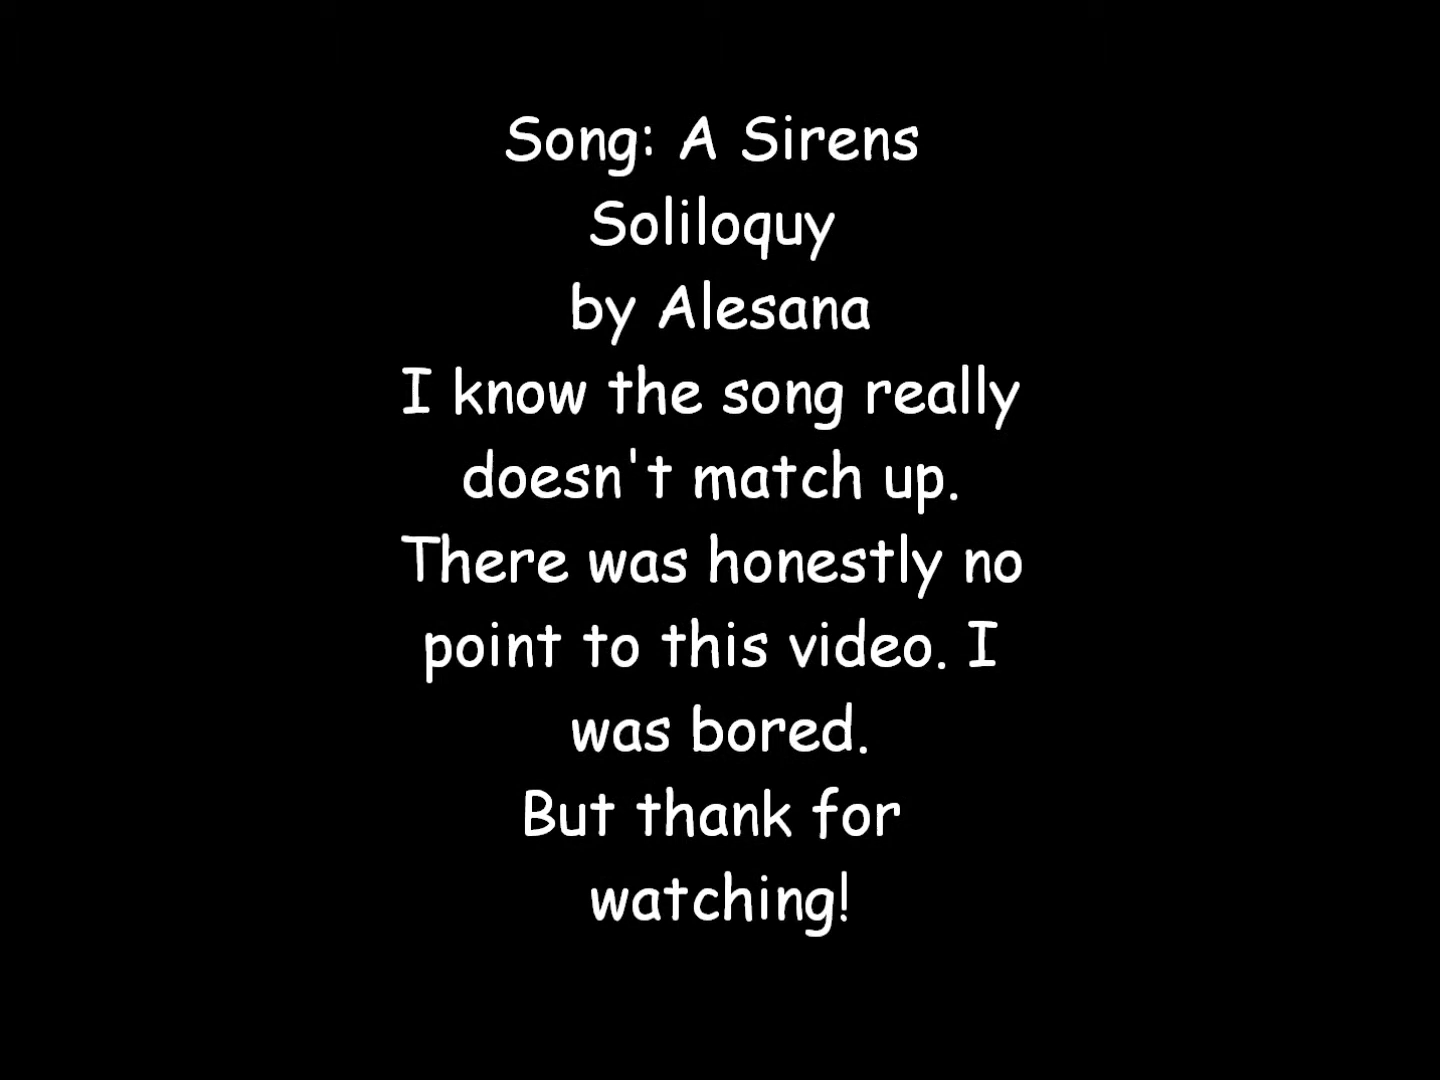 Song: A Sirens
Soliloquy
by Alesana
I know the song really
doesn't match up.
There was honestly no
point to this video. I
was bored.
But thank for
watching!